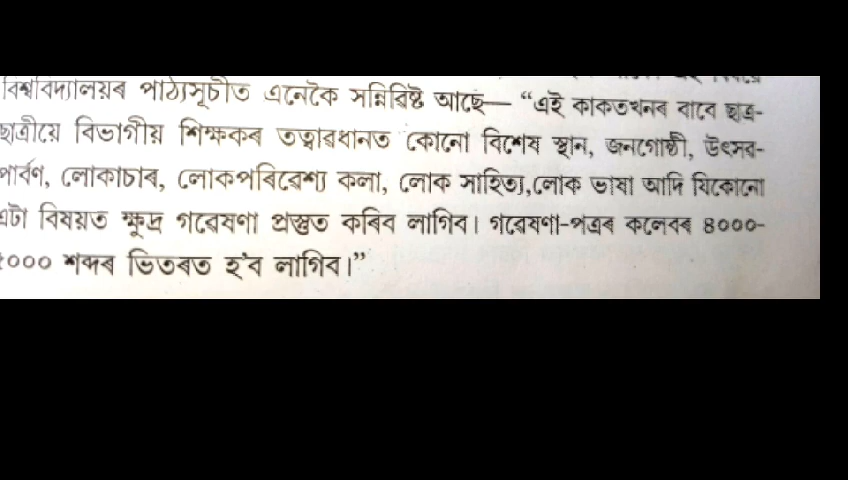 বিশ্ববিদ্যালয়ৰ পাঠ্যসূচীত এনেকৈ সন্নিৱিষ্ট আছে— “এই কাকতখনৰ বাবে ছাত্ৰ-
ছাত্ৰীয়ে বিভাগীয় শিক্ষকৰ তত্বাৱধানত কোনো বিশেষ স্থান, জনগোষ্ঠী, উৎসৱ-
পাৰ্বণ, লোকাচাৰ, লোকপৰিৱেশ্য কলা, লোক সাহিত্য,লোক ভাষা আদি যিকোনো
এটা বিষয়ত ক্ষুদ্ৰ গৱেষণা প্ৰস্তুত কৰিব লাগিব। গৱেষণা-পত্ৰৰ কলেবৰ ৪০০০-
৫০০০ শব্দৰ ভিতৰত হ’ব লাগিব।”